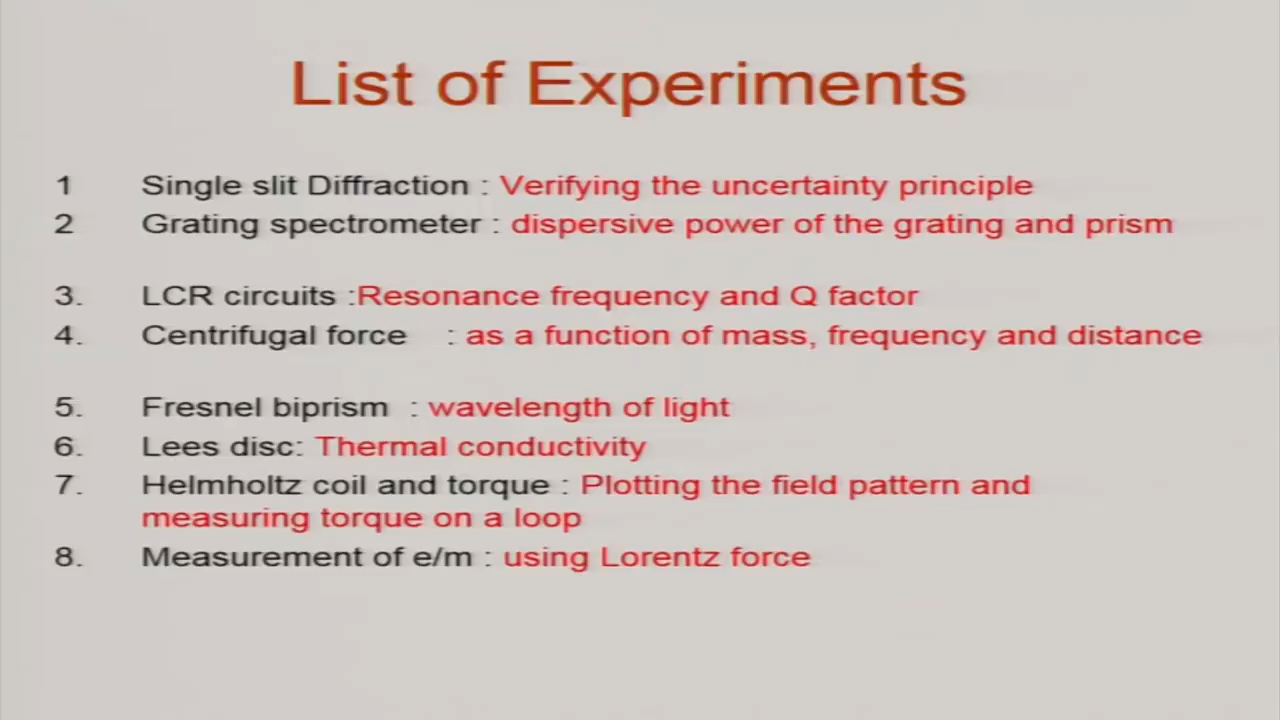 List of Experiments
1 Single slit Diffraction : Verifying the uncertainty principle
2 Grating spectrometer : dispersive power of the grating and prism
3. LCR circuits :Resonance frequency and Q factor
4. Centrifugal force : as a function of mass, frequency and distance
5. Fresnel biprism : wavelength of light
6. Lees disc: Thermal conductivity
7. Helmholtz coil and torque : Plotting the field pattern and
measuring torque on a loop
8. Measurement of e/m : using Lorentz force